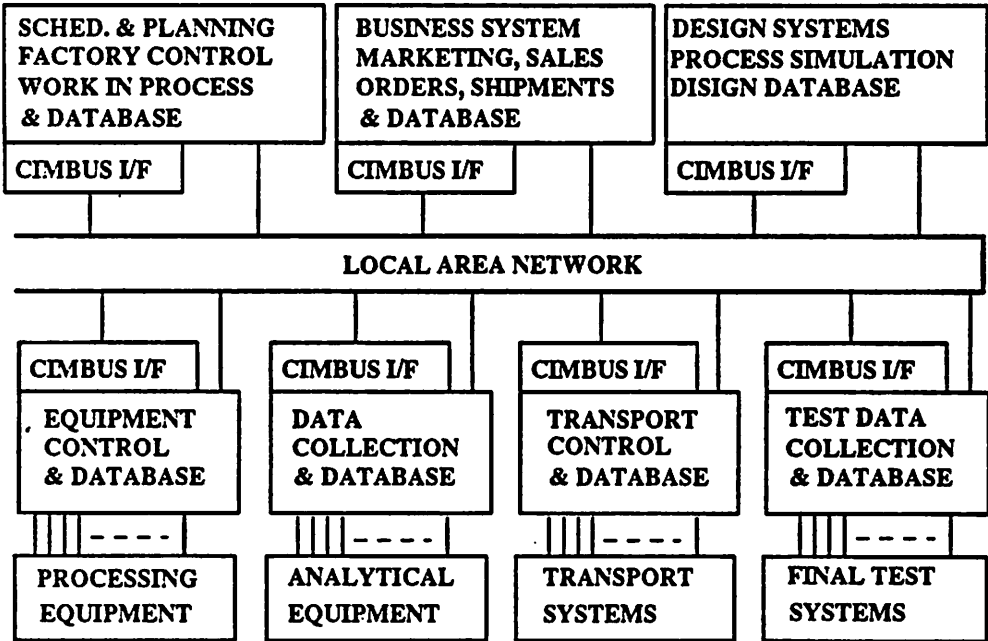 SCHED. & PLANNING
FACTORY CONTROL
WORK IN PROCESS
& DATABASE
CIMBUS I/F
BUSINESS SYSTEM
MARKETING, SALES
ORDERS, SHIPMENTS
& DATABASE
CIMBUS I/F
DESIGN SYSTEMS
PROCESS SIMULATION
DISIGN DATABASE
CIMBUS I/F
LOCAL AREA NETWORK
CIMBUS I/F
EQUIPMENT
CONTROL
& DATABASE
PROCESSING
EQUIPMENT
CIMBUS I/F
DATA
COLLECTION
& DATABASE
ANALYTICAL
EQUIPMENT
CIMBUS I/F
TRANSPORT
CONTROL
& DATABASE
TRANSPORT
SYSTEMS
CIMBUS I/F
TEST DATA
COLLECTION
& DATABASE
FINAL TEST
SYSTEMS